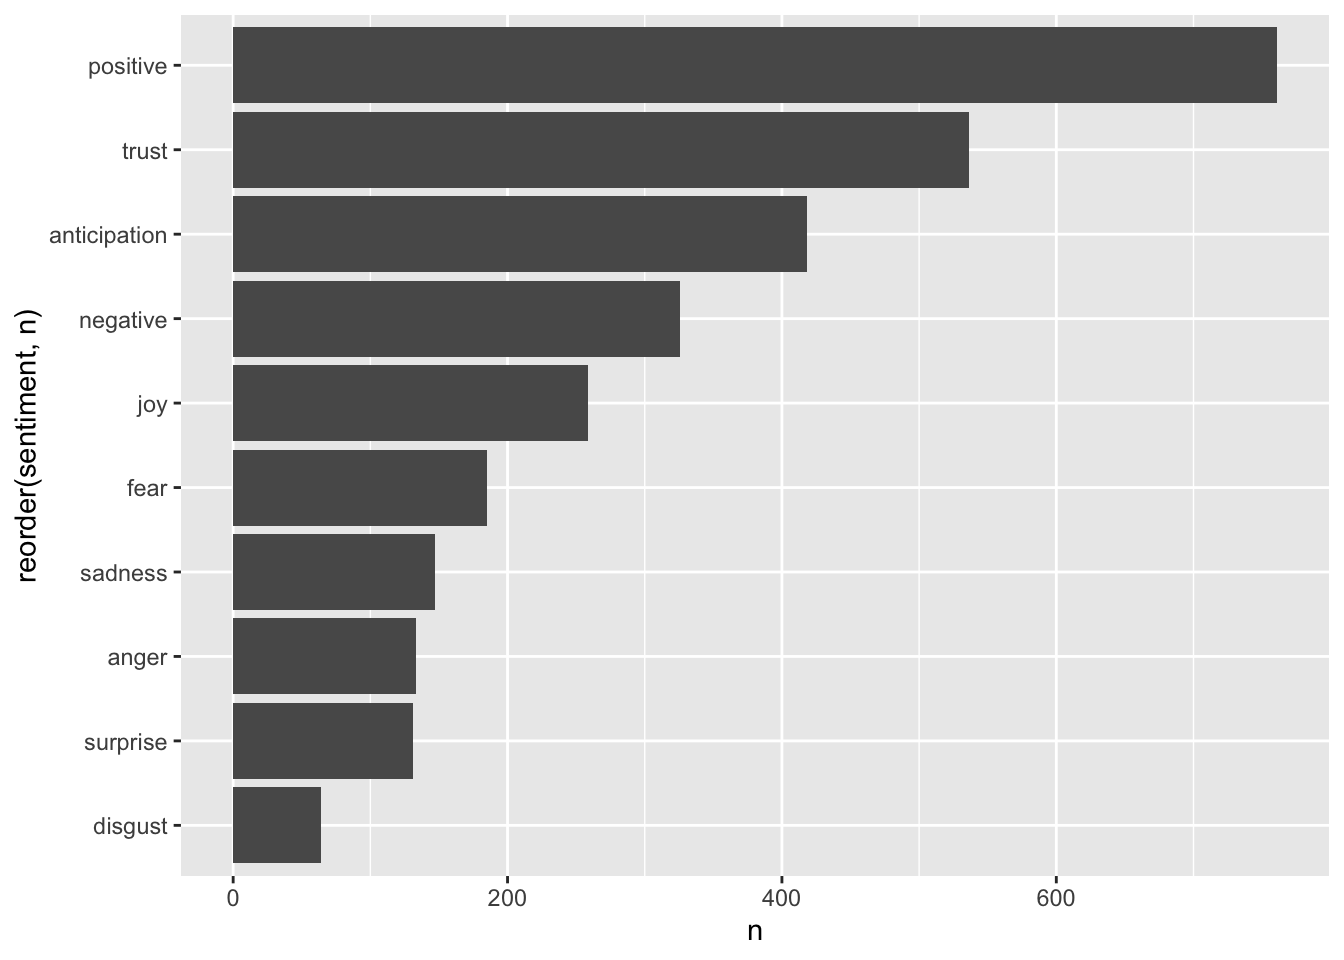 positive
trust
anticipation
negative
joy
fear
sadness
anger
surprise
disgust
reorder(sentiment, n)
0 200 400 600
n